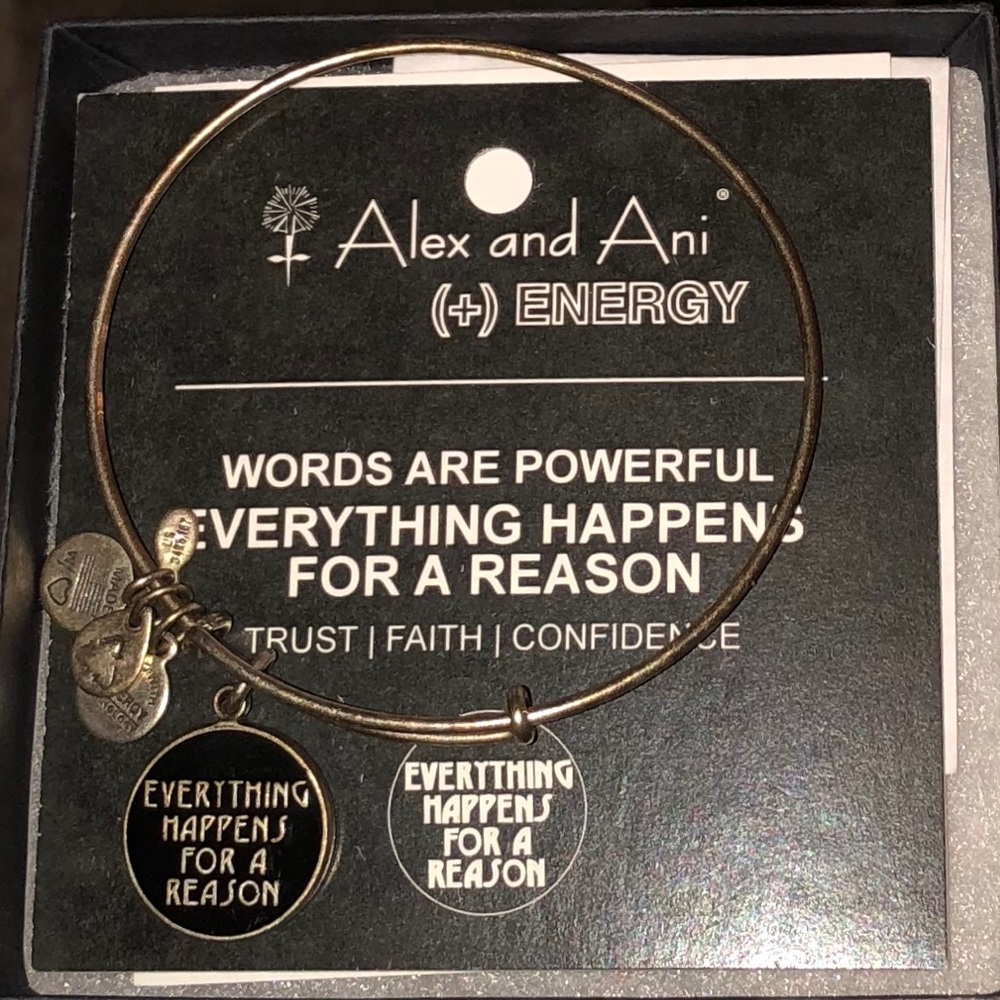 Alex and Ani®
(+) ENERGY
WORDS ARE POWERFUL
EVERYTHING HAPPENS
FOR A REASON
TRUST | FAITH | CONFIDENCE
MADE
EVERYTHING
HAPPENS
FOR A
REASON
EVERYTHING
HAPPENS
FOR A
REASON